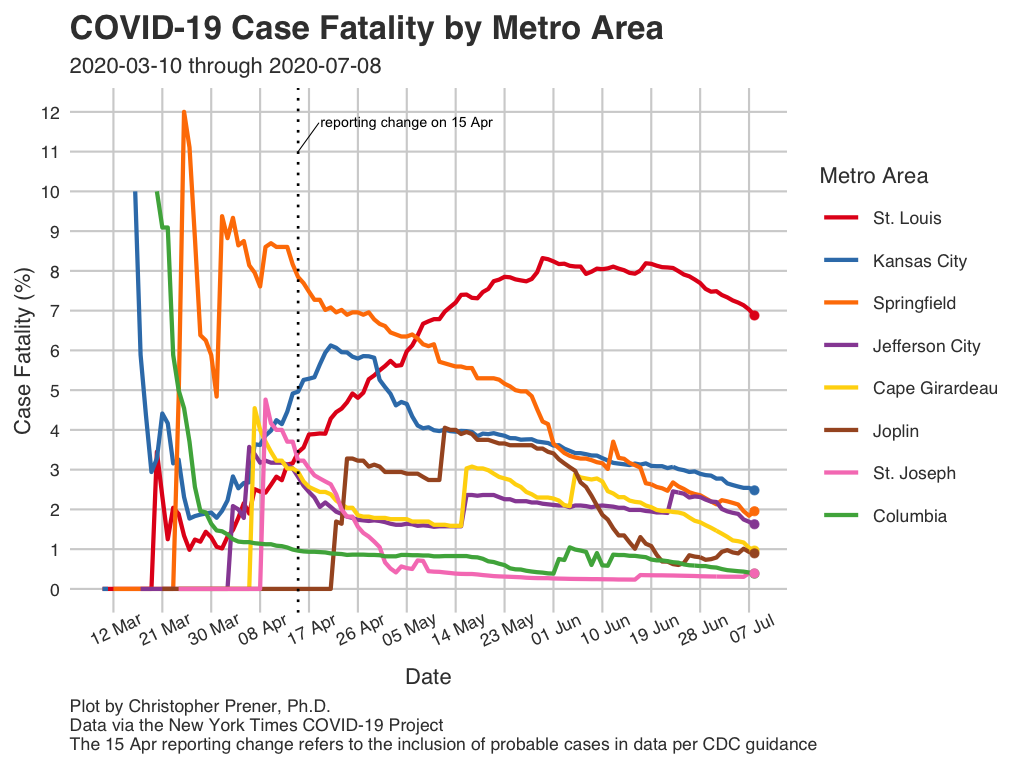 COVID-19 Case Fatality by Metro Area
2020-03-10 through 2020-07-08
reporting change on 15 Apr
Case Fatality (%)
12
11
10
9
8
7
6
5
4
3
2
1
0
12 Mar
21 Mar
30 Mar
08 Apr
17 Apr
26 Apr
05 May
14 May
23 May
01 Jun
10 Jun
19 Jun
28 Jun
07 Jul
Date
Metro Area
St. Louis
Kansas City
Springfield
Jefferson City
Cape Girardeau
Joplin
St. Joseph
Columbia
Plot by Christopher Prener, Ph.D.
Data via the New York Times COVID-19 Project
The 15 Apr reporting change refers to the inclusion of probable cases in data per CDC guidance